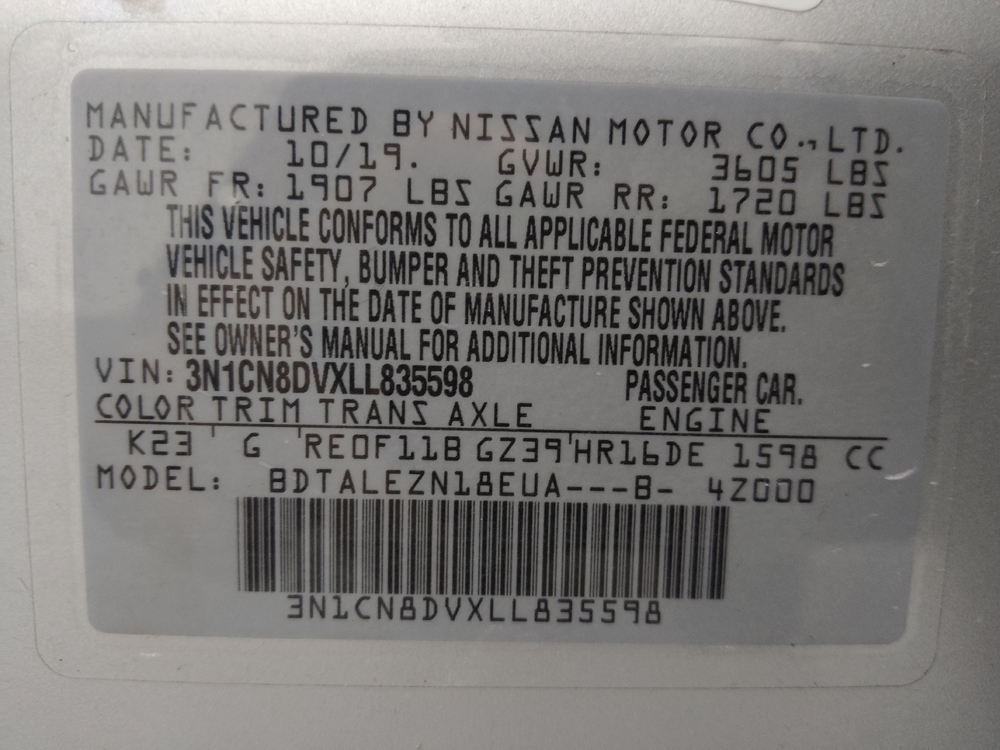 MANUFACTURED BY NISSAN MOTOR CO.,LTD.
DATE: 10/19. GVWR: 3605 LBS
GAWR FR: 1907 LBS GAWR RR: 1720 LBS
THIS VEHICLE CONFORMS TO ALL APPLICABLE FEDERAL MOTOR
VEHICLE SAFETY, BUMPER AND THEFT PREVENTION STANDARDS
IN EFFECT ON THE DATE OF MANUFACTURE SHOWN ABOVE.
SEE OWNER'S MANUAL FOR ADDITIONAL INFORMATION.
VIN: 3N1CN8DVXLL835598 PASSENGER CAR.
COLOR TRIM TRANS AXLE ENGINE
K23 G RE0F11B GZ39 HR16DE 1598 CC
MODEL: BDTALEZN18EUA---B- 4Z000
3N1CN8DVXLL835598